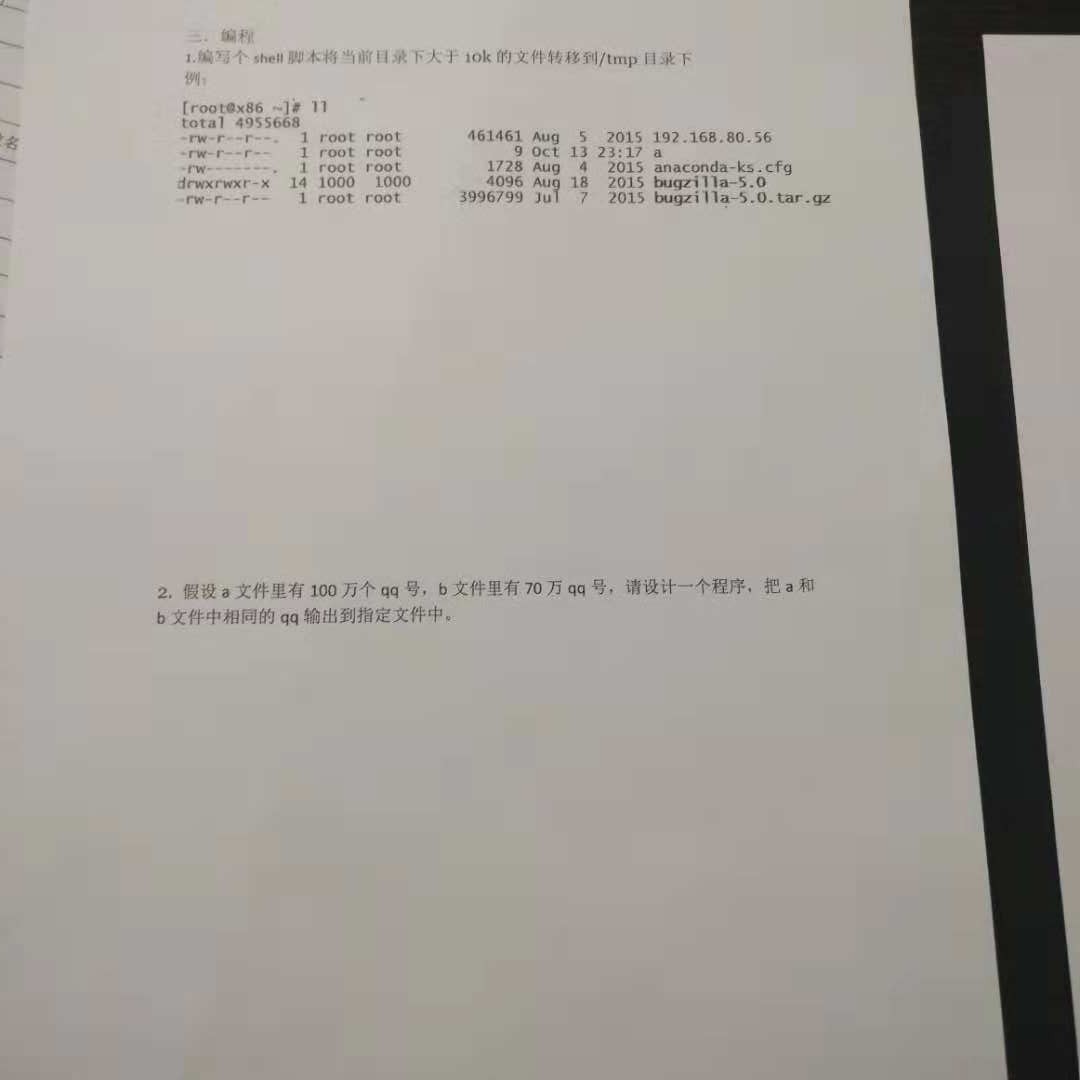 三．编程
1.编写个 shell 脚本将当前目录下大于 10k 的文件转移到/tmp 目录下
例：
[root@x86 ~]# ll
total 4955668
-rw-r--r--. 1 root root 461461 Aug 5 2015 192.168.80.56
-rw-r--r-- 1 root root 9 Oct 13 23:17 a
-rw-------. 1 root root 1728 Aug 4 2015 anaconda-ks.cfg
drwxrwxr-x 14 1000 1000 4096 Aug 18 2015 bugzilla-5.0
-rw-r--r-- 1 root root 3996799 Jul 7 2015 bugzilla-5.0.tar.gz
2. 假设 a 文件里有 100 万个 qq 号，b 文件里有 70 万 qq 号，请设计一个程序，把 a 和
b 文件中相同的 qq 输出到指定文件中。